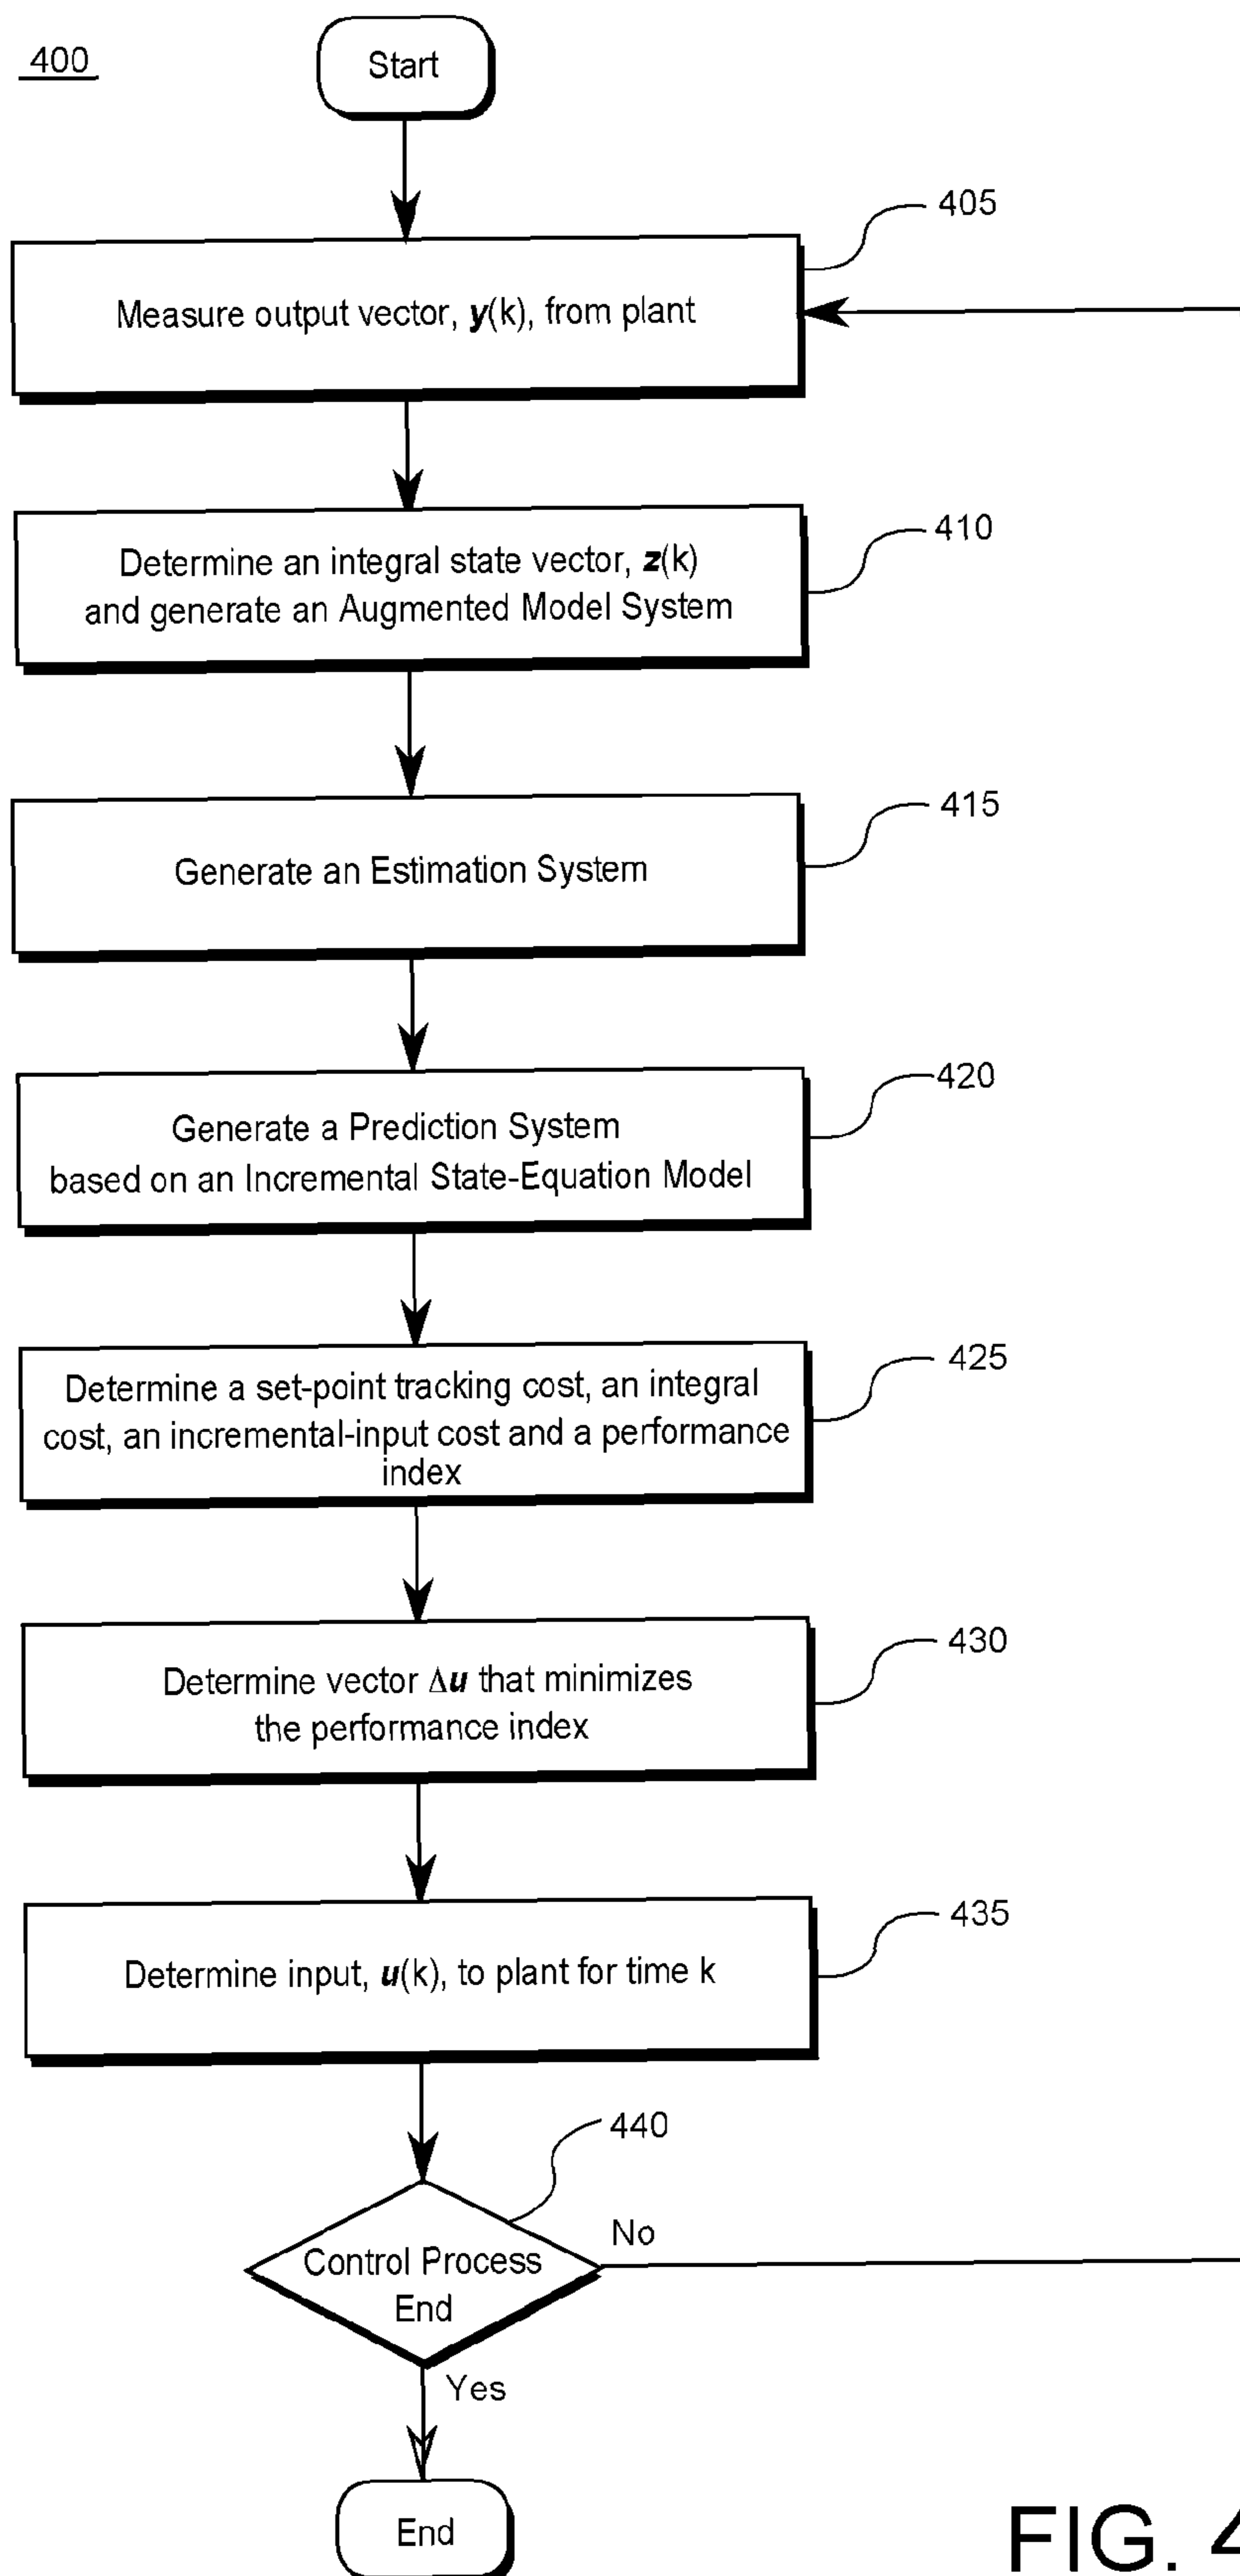 400
Start
405
Measure output vector, y(k), from plant
410
Determine an integral state vector, z(k)
and generate an Augmented Model System
415
Generate an Estimation System
420
Generate a Prediction System
based on an Incremental State-Equation Model
425
Determine a set-point tracking cost, an integral
cost, an incremental-input cost and a performance
index
430
Determine vector Δu that minimizes
the performance index
435
Determine input, u(k), to plant for time k
440
Control Process
End
No
Yes
End
FIG. 4